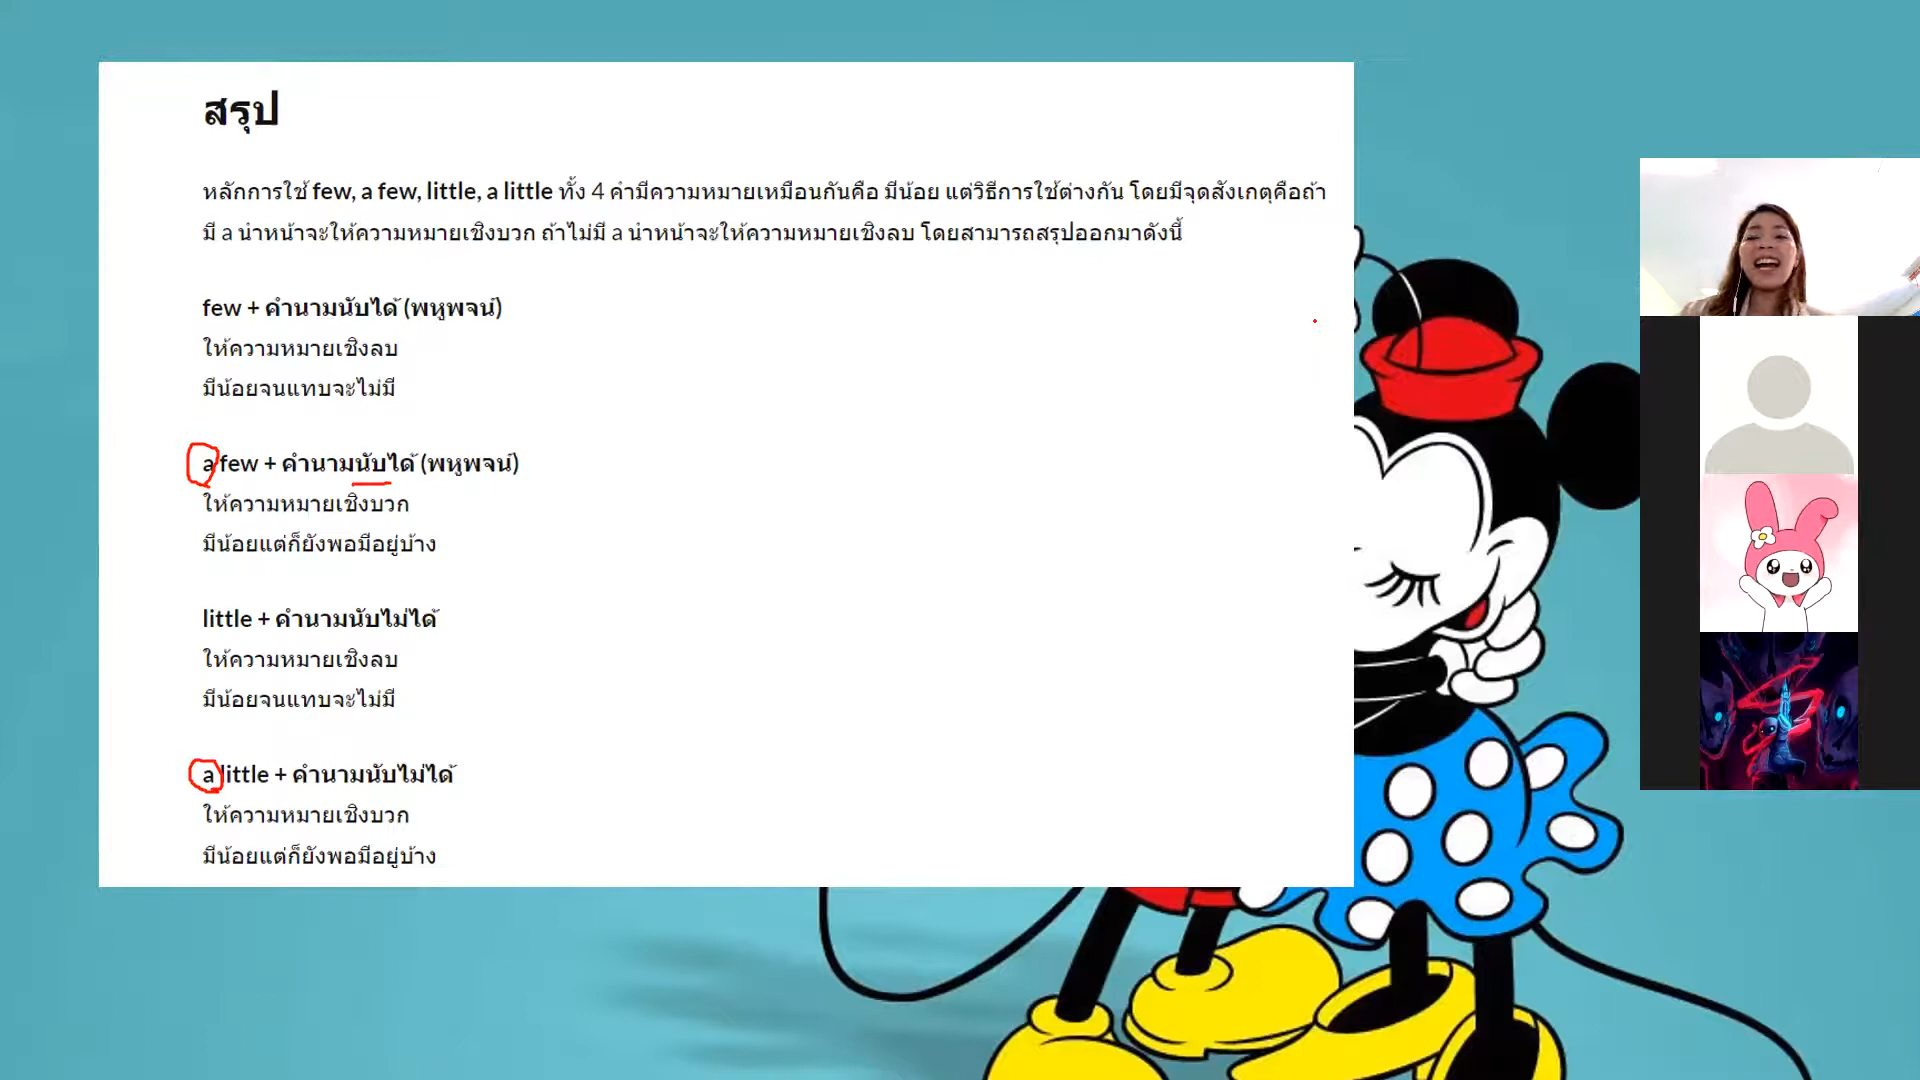 สรุป
หลักการใช้ few, a few, little, a little ทั้ง 4 คำมีความหมายเหมือนกันคือ มีน้อย แต่วิธีการใช้ต่างกัน โดยมีจุดสังเกตุคือถ้า
มี a นำหน้าจะให้ความหมายเชิงบวก ถ้าไม่มี a นำหน้าจะให้ความหมายเชิงลบ โดยสามารถสรุปออกมาดังนี้
few + คำนามนับได้ (พหูพจน์)
ให้ความหมายเชิงลบ
มีน้อยจนแทบจะไม่มี
a few + คำนามนับได้ (พหูพจน์)
ให้ความหมายเชิงบวก
มีน้อยแต่ก็ยังพอมีอยู่บ้าง
little + คำนามนับไม่ได้
ให้ความหมายเชิงลบ
มีน้อยจนแทบจะไม่มี
a little + คำนามนับไม่ได้
ให้ความหมายเชิงบวก
มีน้อยแต่ก็ยังพอมีอยู่บ้าง